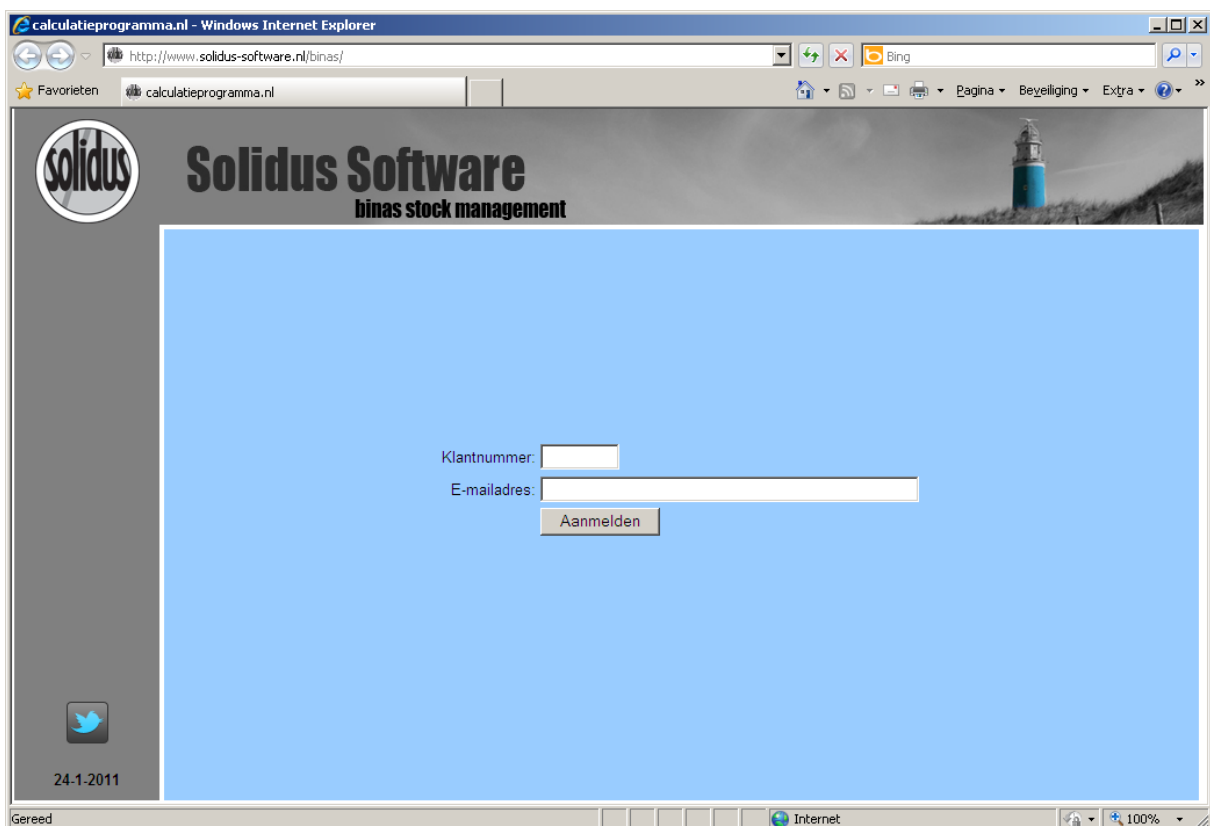 calculatieprogramma.nl - Windows Internet Explorer
http://www.solidus-software.nl/binas/
Bing
Favorieten
calculatieprogramma.nl
Pagina
Beveiliging
Extra
»
solidus
Solidus Software
binas stock management
Klantnummer:
E-mailadres:
Aanmelden
24-1-2011
Gereed
Internet
100%